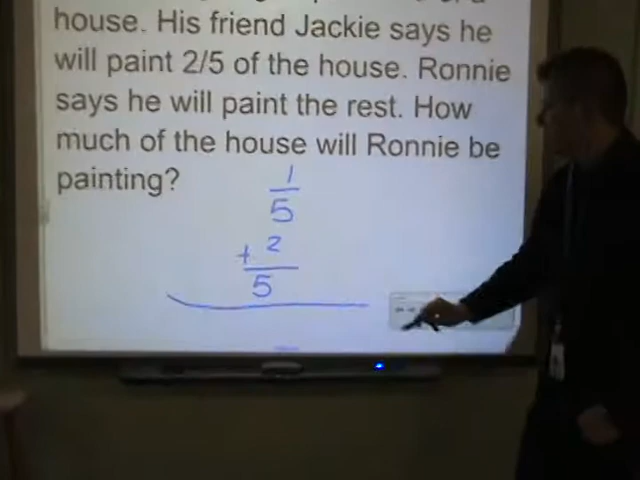 house. His friend Jackie says he
will paint 2/5 of the house. Ronnie
says he will paint the rest. How
much of the house will Ronnie be
painting?
1
5
+ 2
5